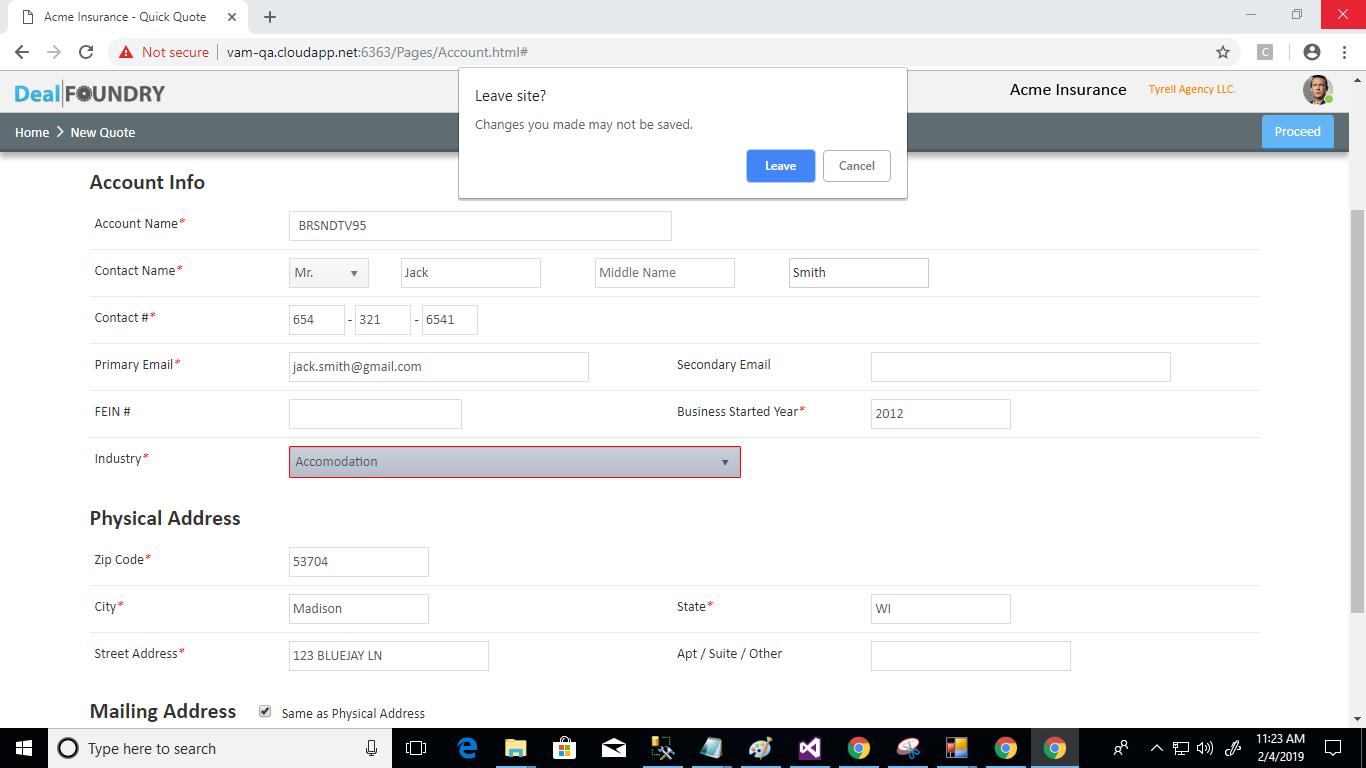 Acme Insurance - Quick Quote
Not secure
vam-qa.cloudapp.net:6363/Pages/Account.html#
C
Leave site?
Changes you made may not be saved.
Leave
Cancel
DealFOUNDRY
Acme Insurance
Tyrell Agency LLC.
Home
New Quote
Proceed
Account Info
Account Name*
BRSNDTV95
Contact Name*
Mr.
Jack
Middle Name
Smith
Contact #*
654 - 321 - 6541
Primary Email*
jack.smith@gmail.com
Secondary Email
FEIN #
Business Started Year*
2012
Industry*
Accomodation
Physical Address
Zip Code*
53704
City*
Madison
State*
WI
Street Address*
123 BLUEJAY LN
Apt / Suite / Other
Mailing Address
Same as Physical Address
Type here to search
11:23 AM
2/4/2019